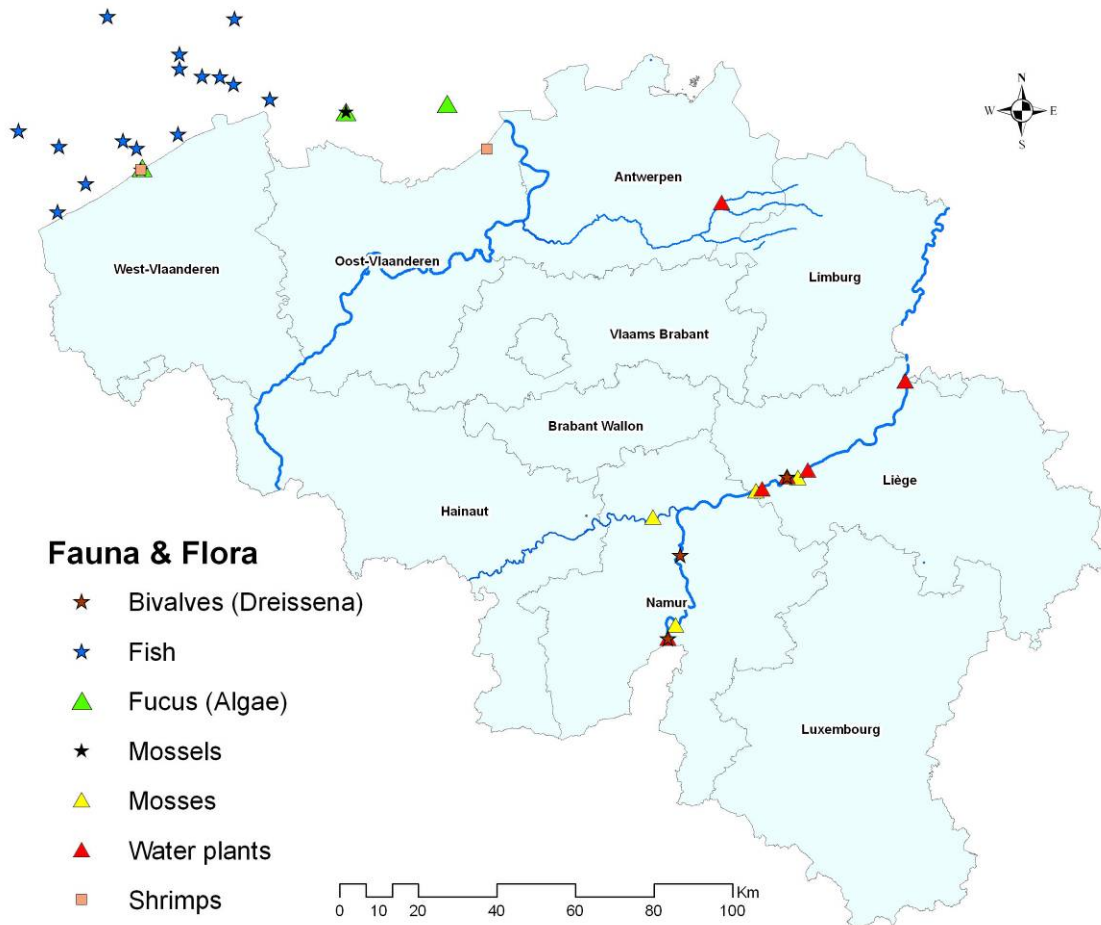 N
W E
S
Antwerpen
West-Vlaanderen
Oost-Vlaanderen
Limburg
Vlaams Brabant
Brabant Wallon
Liège
Hainaut
Namur
Luxembourg
Fauna & Flora
Bivalves (Dreissena)
Fish
Fucus (Algae)
Mossels
Mosses
Water plants
Shrimps
Km
0 10 20 40 60 80 100